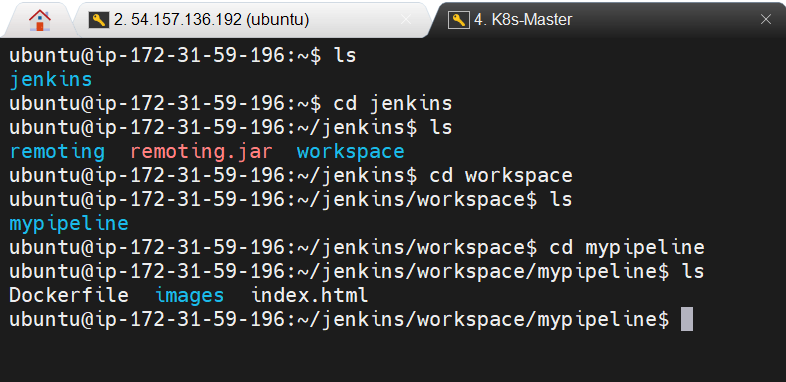 2. 54.157.136.192 (ubuntu)
4. K8s-Master
ubuntu@ip-172-31-59-196:~$ ls
jenkins
ubuntu@ip-172-31-59-196:~$ cd jenkins
ubuntu@ip-172-31-59-196:~/jenkins$ ls
remoting  remoting.jar  workspace
ubuntu@ip-172-31-59-196:~/jenkins$ cd workspace
ubuntu@ip-172-31-59-196:~/jenkins/workspace$ ls
mypipeline
ubuntu@ip-172-31-59-196:~/jenkins/workspace$ cd mypipeline
ubuntu@ip-172-31-59-196:~/jenkins/workspace/mypipeline$ ls
Dockerfile  images  index.html
ubuntu@ip-172-31-59-196:~/jenkins/workspace/mypipeline$